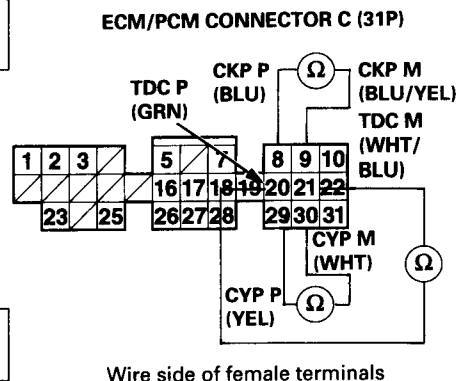 ECM/PCM CONNECTOR C (31P)
CKP P
(BLU)
Ω
CKP M
(BLU/YEL)
TDC P
(GRN)
TDC M
(WHT/
BLU)
1 2 3 5 7 8 9 10
16 17 18 19 20 21 22
23 25 26 27 28 29 30 31
CYP M
(WHT)
Ω
CYP P
(YEL)
Ω
Wire side of female terminals